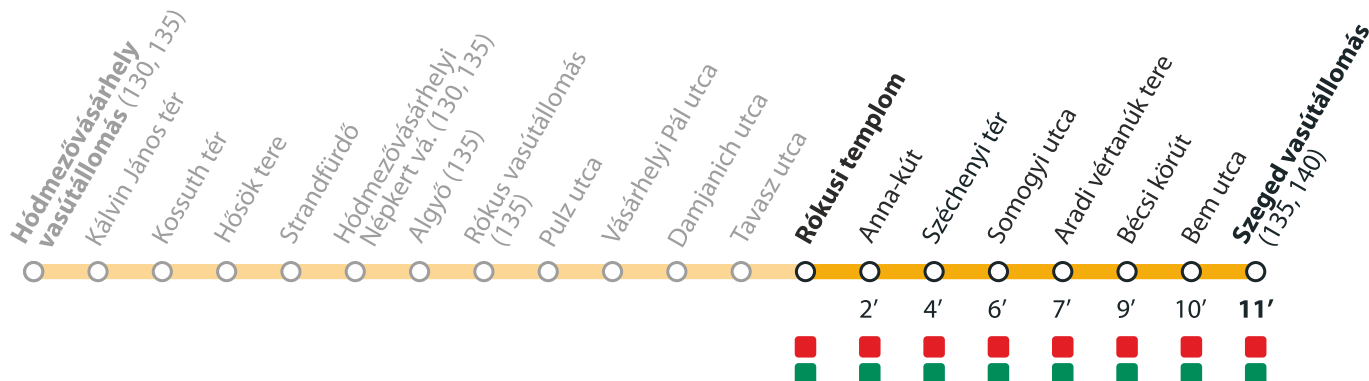 Hódmezővásárhely
vasútállomás (130, 135)
Kálvin János tér
Kossuth tér
Hősök tere
Strandfürdő
Hódmezővásárhelyi
Népkert vá. (130, 135)
Algyő (135)
Rókus vasútállomás
(135)
Pulz utca
Vásárhelyi Pál utca
Damjanich utca
Tavasz utca
Rókusi templom
Anna-kút
Széchenyi tér
Somogyi utca
Aradi vértanúk tere
Bécsi körút
Bem utca
Szeged vasútállomás
(135, 140)
2’ 4’ 6’ 7’ 9’ 10’ 11’